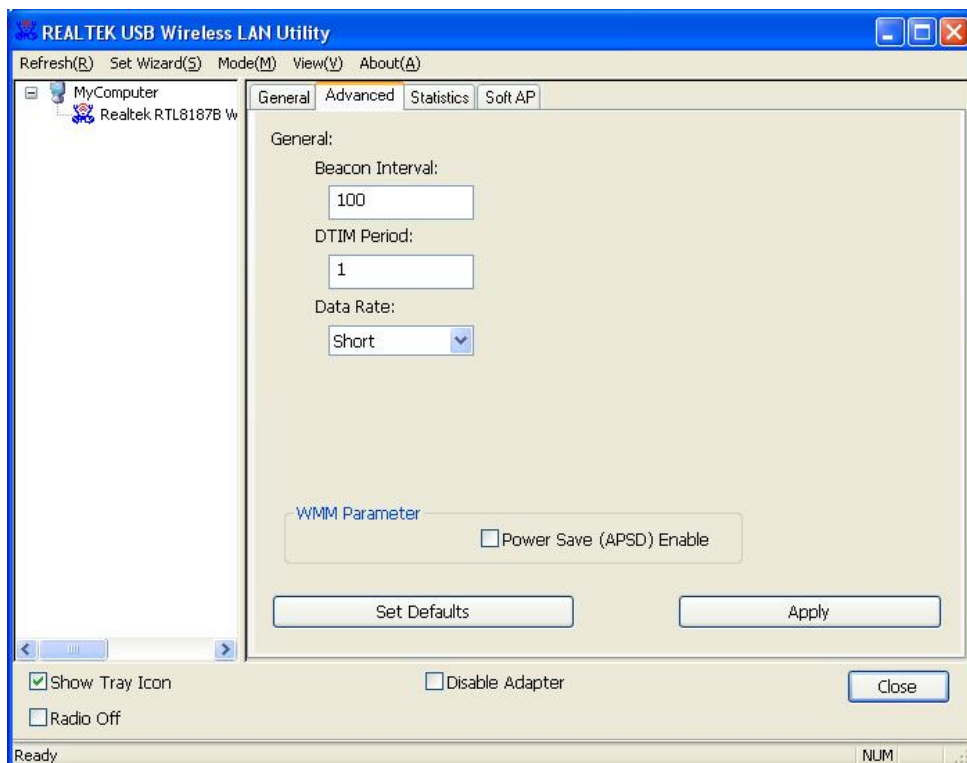 REALTEK USB Wireless LAN Utility
Refresh(R) Set Wizard(S) Mode(M) View(V) About(A)
MyComputer
Realtek RTL8187B W
General Advanced Statistics Soft AP
General:
Beacon Interval:
100
DTIM Period:
1
Data Rate:
Short
WMM Parameter
Power Save (APSD) Enable
Set Defaults Apply
Show Tray Icon Disable Adapter Close
Radio Off
Ready NUM